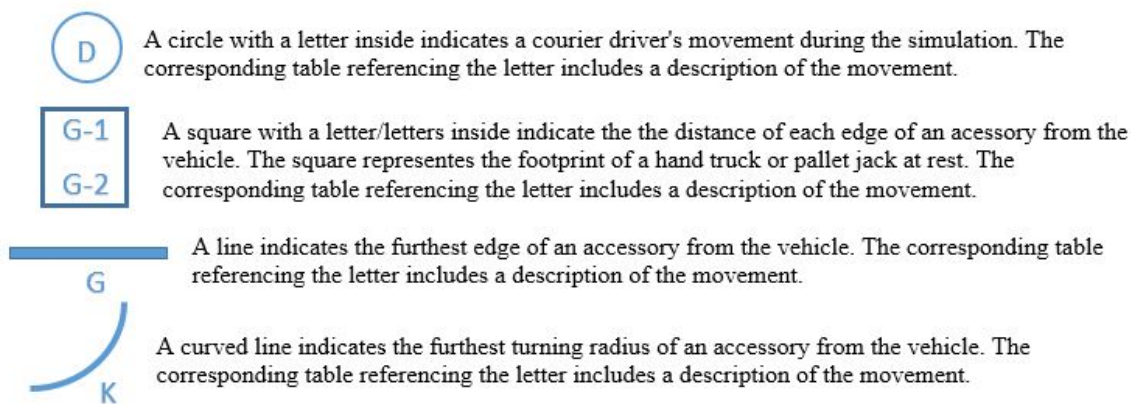 D
A circle with a letter inside indicates a courier driver's movement during the simulation. The
corresponding table referencing the letter includes a description of the movement.
G-1
G-2
A square with a letter/letters inside indicate the the distance of each edge of an acessory from the
vehicle. The square representes the footprint of a hand truck or pallet jack at rest. The
corresponding table referencing the letter includes a description of the movement.
G
A line indicates the furthest edge of an accessory from the vehicle. The corresponding table
referencing the letter includes a description of the movement.
K
A curved line indicates the furthest turning radius of an accessory from the vehicle. The
corresponding table referencing the letter includes a description of the movement.